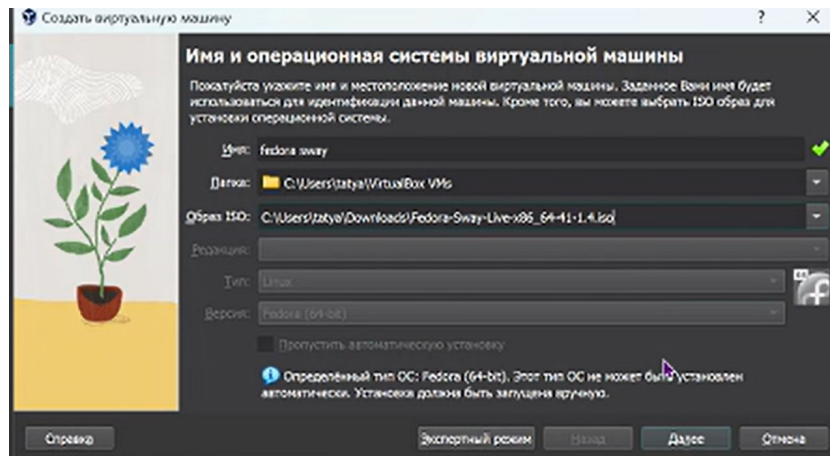 Создать виртуальную машину
Имя и операционная системы виртуальной машины
Пожалуйста укажите имя и местоположение новой виртуальной машины. Заданное Вами имя будет
использоваться для идентификации данной машины. Кроме того, вы можете выбрать ISO образ для
установки операционной системы.
Имя: fedora sway
Папка: C:\Users\tatya\VirtualBox VMs
Образ ISO: C:\Users\tatya\Downloads\Fedora-Sway-Live-x86_64-41-1.4.iso
Редакция:
Тип: Linux
Версия: Fedora (64-bit)
Пропустить автоматическую установку
Определённый тип ОС: Fedora (64-bit). Этот тип ОС не может быть установлен
автоматически. Установка должна быть запущена вручную.
Справка Экспертный режим Назад Далее Отмена